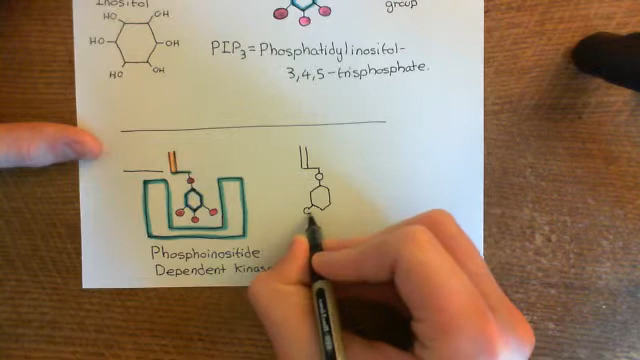 Inositol
HO
OH
HO
OH
HO
OH
group
PIP3 = Phosphatidylinositol-
3,4,5-trisphosphate.
Phosphoinositide
Dependent kinase